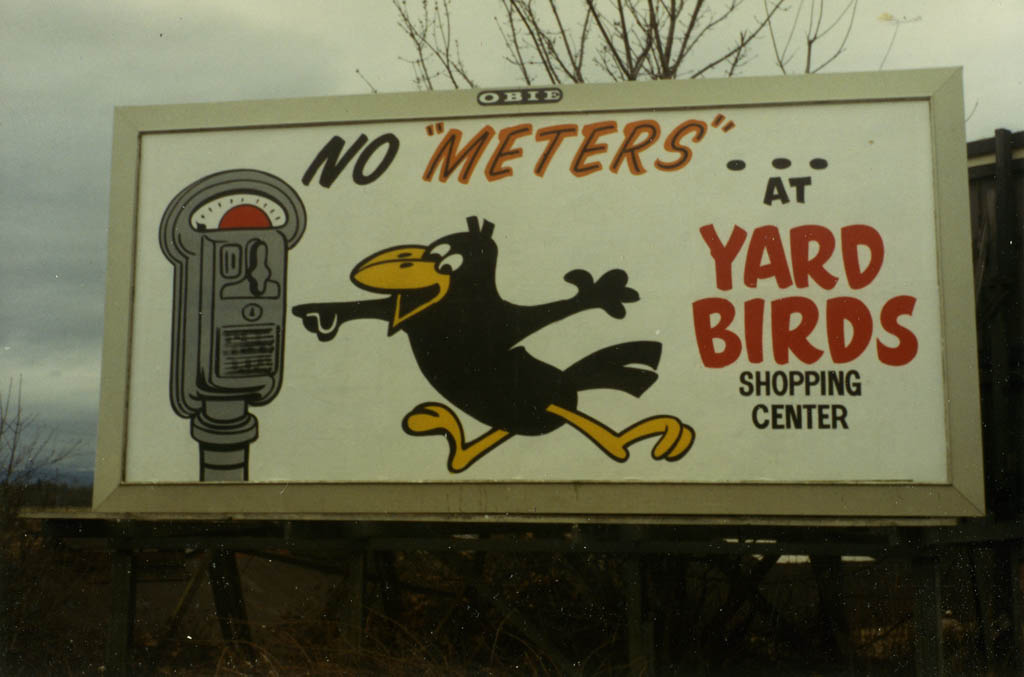 OBIE
NO "METERS" ...
AT
YARD
BIRDS
SHOPPING
CENTER